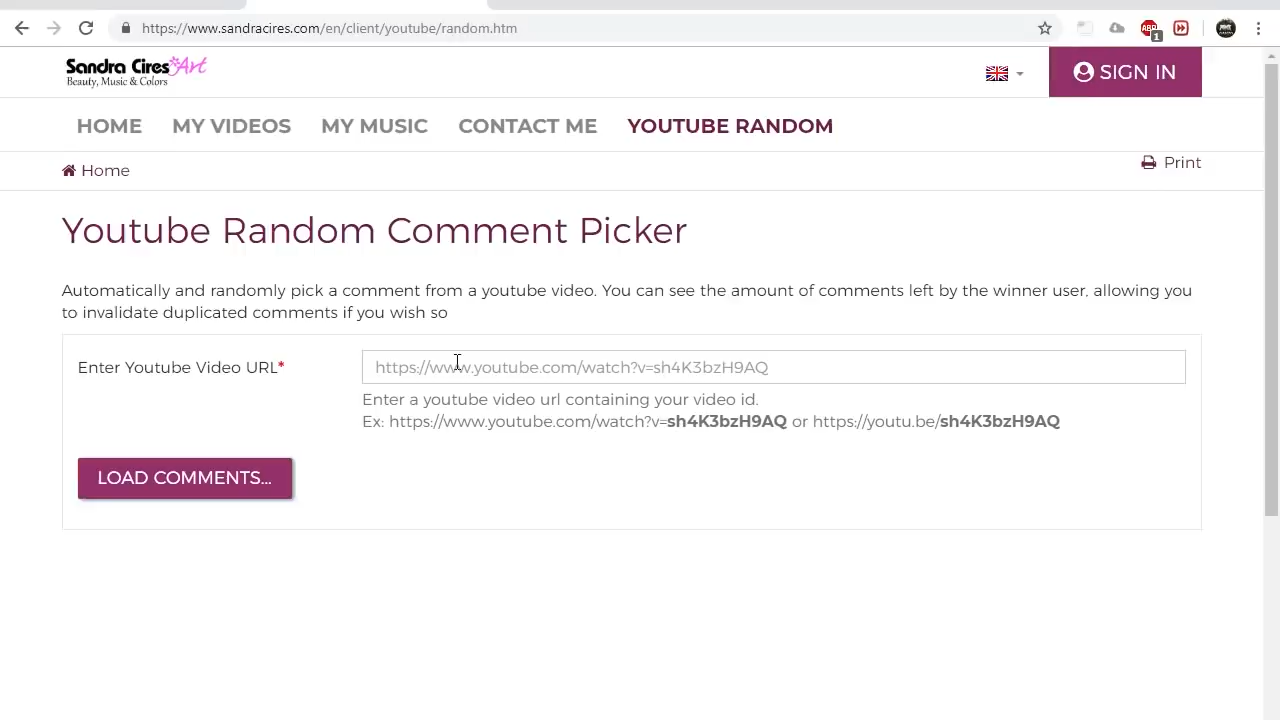 https://www.sandracires.com/en/client/youtube/random.htm
ABP
1
Sandra Cires Art
Beauty, Music & Colors
SIGN IN
HOME MY VIDEOS MY MUSIC CONTACT ME YOUTUBE RANDOM
Home
Print
Youtube Random Comment Picker
Automatically and randomly pick a comment from a youtube video. You can see the amount of comments left by the winner user, allowing you
to invalidate duplicated comments if you wish so
Enter Youtube Video URL*
https://www.youtube.com/watch?v=sh4K3bzH9AQ
Enter a youtube video url containing your video id.
Ex: https://www.youtube.com/watch?v=sh4K3bzH9AQ or https://youtu.be/sh4K3bzH9AQ
LOAD COMMENTS...